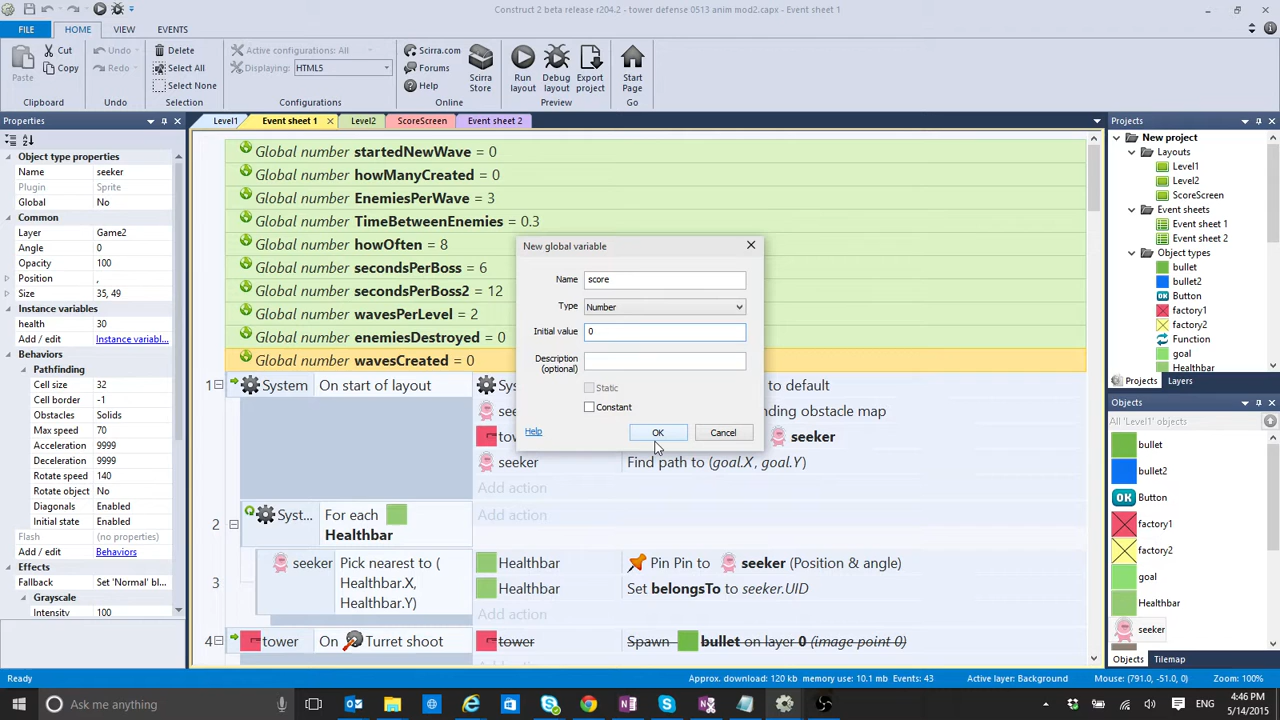 Construct 2 beta release r204.2 - tower defense 0513 anim mod2.capx - Event sheet 1
FILE HOME VIEW EVENTS
Paste Cut Copy
Undo Redo
Delete Select All Select None
Active configurations: All
Displaying: HTML5
Scirra.com Forums Help
Scirra Store
Run layout
Debug layout
Export project
Start Page
Clipboard Undo Selection Configurations Online Preview Go
Properties
Object type properties
Name seeker
Plugin Sprite
Global No
Common
Layer Game2
Angle 0
Opacity 100
Position ,
Size 35, 49
Instance variables
health 30
Add / edit Instance variabl...
Behaviors
Pathfinding
Cell size 32
Cell border -1
Obstacles Solids
Max speed 70
Acceleration 9999
Deceleration 9999
Rotate speed 140
Rotate object No
Diagonals Enabled
Initial state Enabled
Flash (no properties)
Add / edit Behaviors
Effects
Fallback Set 'Normal' bl...
Grayscale
Intensity 100
Level1 Event sheet 1 Level2 ScoreScreen Event sheet 2
Global number startedNewWave = 0
Global number howManyCreated = 0
Global number EnemiesPerWave = 3
Global number TimeBetweenEnemies = 0.3
Global number howOften = 8
Global number secondsPerBoss = 6
Global number secondsPerBoss2 = 12
Global number wavesPerLevel = 2
Global number enemiesDestroyed = 0
Global number wavesCreated = 0
New global variable
Name score
Type Number
Initial value 0
Description (optional)
Static
Constant
Help OK Cancel
1 System On start of layout Sys to default
see nding obstacle map
tow seeker
seeker Find path to (goal.X, goal.Y)
Add action
2 Syst... For each Healthbar Add action
3 seeker Pick nearest to ( Healthbar.X, Healthbar.Y)
Healthbar Pin Pin to seeker (Position & angle)
Healthbar Set belongsTo to seeker.UID
Add action
4 tower On Turret shoot tower Spawn bullet on layer 0 (image point 0)
Projects
New project
Layouts
Level1
Level2
ScoreScreen
Event sheets
Event sheet 1
Event sheet 2
Object types
bullet
bullet2
Button
factory1
factory2
Function
goal
Healthbar
Projects Layers
Objects
All 'Level1' objects
bullet
bullet2
OK Button
factory1
factory2
goal
Healthbar
seeker
Objects Tilemap
Ready Approx. download: 120 kb memory use: 10.1 mb Events: 43 Active layer: Background Mouse: (791.0, -51.0, 0) Zoom: 100%
Ask me anything
ENG 4:46 PM
5/14/2015